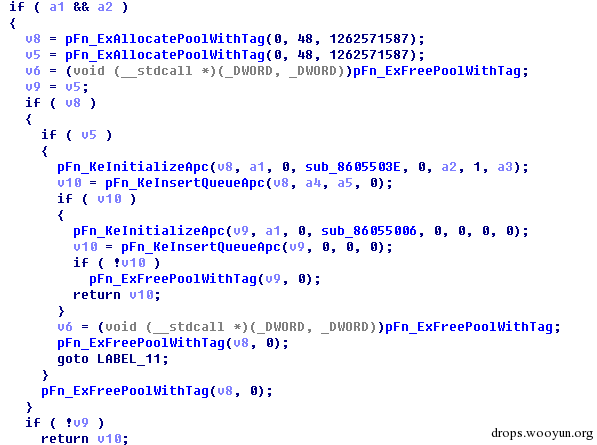 if ( a1 && a2 )
{
  v8 = pFn_ExAllocatePoolWithTag(0, 48, 1262571587);
  v5 = pFn_ExAllocatePoolWithTag(0, 48, 1262571587);
  v6 = (void (__stdcall *)(_DWORD, _DWORD))pFn_ExFreePoolWithTag;
  v9 = v5;
  if ( v8 )
  {
    if ( v5 )
    {
      pFn_KeInitializeApc(v8, a1, 0, sub_8605503E, 0, a2, 1, a3);
      v10 = pFn_KeInsertQueueApc(v8, a4, a5, 0);
      if ( v10 )
      {
        pFn_KeInitializeApc(v9, a1, 0, sub_86055006, 0, 0, 0, 0);
        v10 = pFn_KeInsertQueueApc(v9, 0, 0, 0);
        if ( !v10 )
          pFn_ExFreePoolWithTag(v9, 0);
        return v10;
      }
      v6 = (void (__stdcall *)(_DWORD, _DWORD))pFn_ExFreePoolWithTag;
      pFn_ExFreePoolWithTag(v8, 0);
      goto LABEL_11;
    }
    pFn_ExFreePoolWithTag(v8, 0);
  }
  if ( !v9 )
    return v10;
drops.wooyun.org